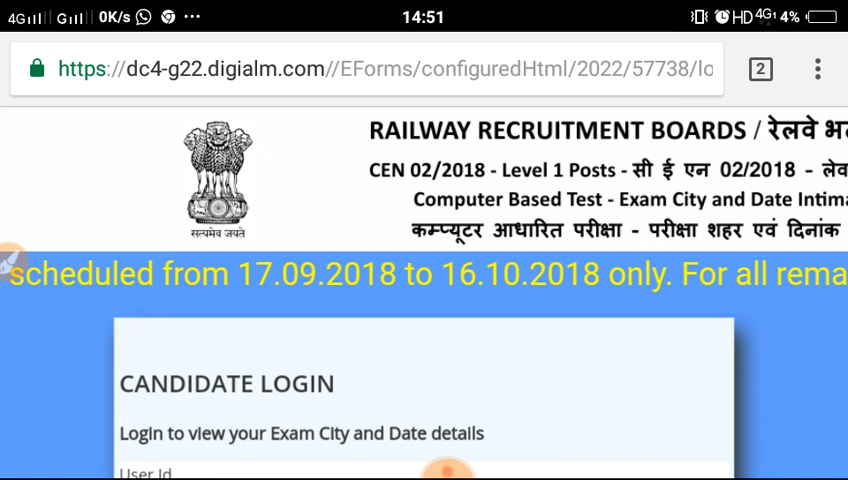 4G G 0K/s 14:51 HD 4G 4%
https://dc4-g22.digialm.com//EForms/configuredHtml/2022/57738/lo
2
RAILWAY RECRUITMENT BOARDS / रेलवे
CEN 02/2018 - Level 1 Posts - सी ई एन 02/2018 -
Computer Based Test - Exam City and Date
कम्प्यूटर आधारित परीक्षा - परीक्षा शहर एवं दिनांक
सत्यमेव जयते
scheduled from 17.09.2018 to 16.10.2018 only. For all
CANDIDATE LOGIN
Login to view your Exam City and Date details
User Id